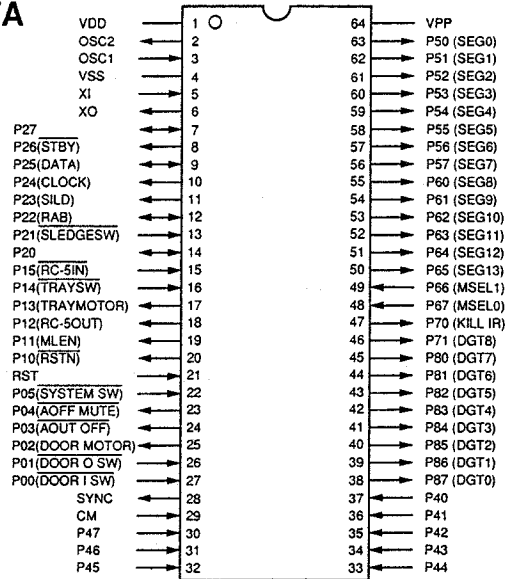 7A
VDD 1 64 VPP
OSC2 2 63 P50 (SEG0)
OSC1 3 62 P51 (SEG1)
VSS 4 61 P52 (SEG2)
XI 5 60 P53 (SEG3)
XO 6 59 P54 (SEG4)
P27 7 58 P55 (SEG5)
P26(STBY) 8 57 P56 (SEG6)
P25(DATA) 9 56 P57 (SEG7)
P24(CLOCK) 10 55 P60 (SEG8)
P23(SILD) 11 54 P61 (SEG9)
P22(RAB) 12 53 P62 (SEG10)
P21(SLEDGESW) 13 52 P63 (SEG11)
P20 14 51 P64 (SEG12)
P15(RC-5IN) 15 50 P65 (SEG13)
P14(TRAYSW) 16 49 P66 (MSEL1)
P13(TRAYMOTOR) 17 48 P67 (MSEL0)
P12(RC-5OUT) 18 47 P70 (KILL IR)
P11(MLEN) 19 46 P71 (DGT8)
P10(RSTN) 20 45 P80 (DGT7)
RST 21 44 P81 (DGT6)
P05(SYSTEM SW) 22 43 P82 (DGT5)
P04(AOFF MUTE) 23 42 P83 (DGT4)
P03(AOUT OFF) 24 41 P84 (DGT3)
P02(DOOR MOTOR) 25 40 P85 (DGT2)
P01(DOOR O SW) 26 39 P86 (DGT1)
P00(DOOR I SW) 27 38 P87 (DGT0)
SYNC 28 37 P40
CM 29 36 P41
P47 30 35 P42
P46 31 34 P43
P45 32 33 P44